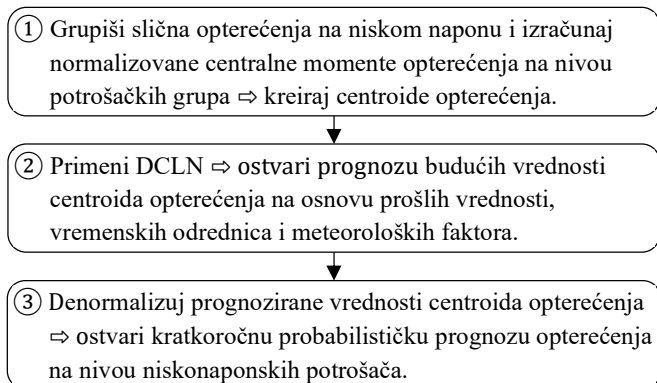 ① Grupiši slična opterećenja na niskom naponu i izračunaj
normalizovane centralne momente opterećenja na nivou
potrošačkih grupa ⇨ kreiraj centroide opterećenja.
② Primeni DCLN ⇨ ostvari prognozu budućih vrednosti
centroida opterećenja na osnovu prošlih vrednosti,
vremenskih odrednica i meteoroloških faktora.
③ Denormalizuj prognozirane vrednosti centroida opterećenja
⇨ ostvari kratkoročnu probabilističku prognozu opterećenja
na nivou niskonaponskih potrošača.